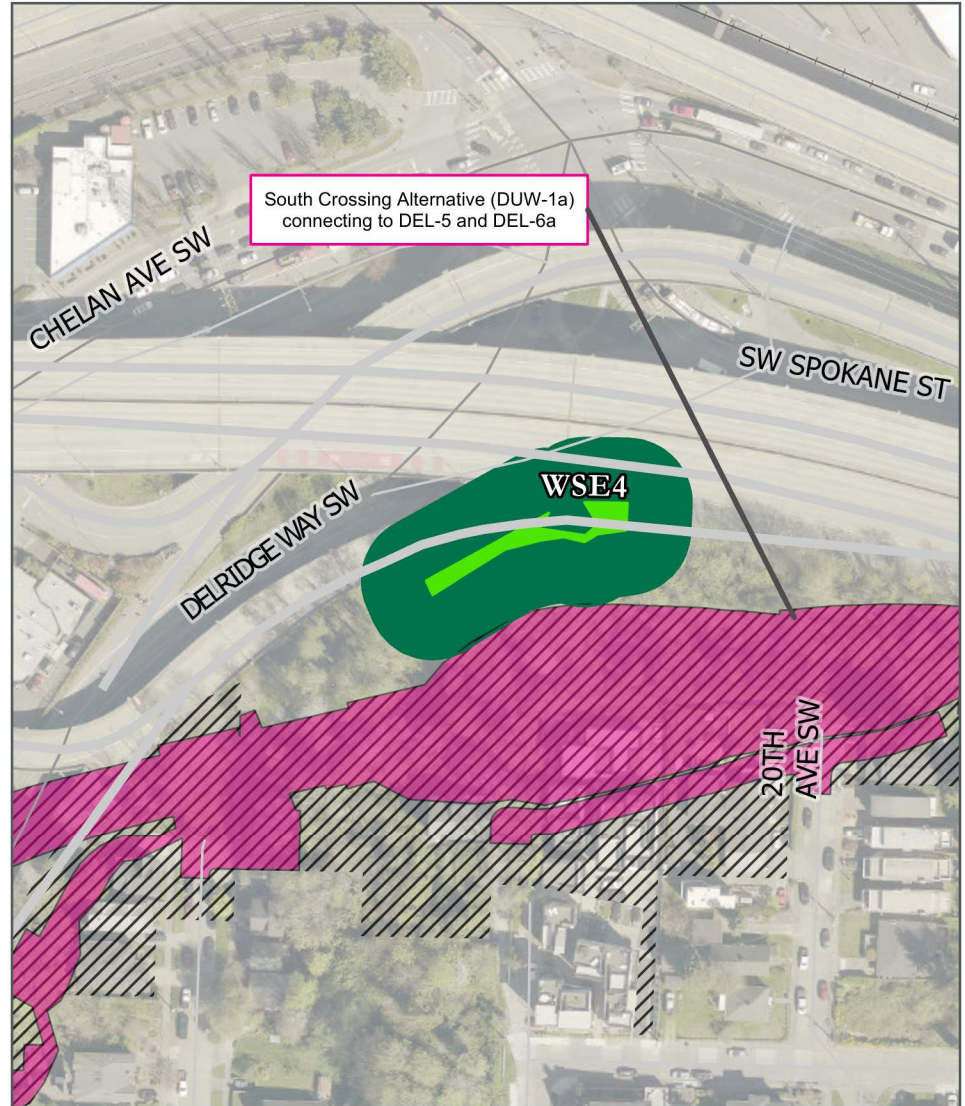 South Crossing Alternative (DUW-1a)
connecting to DEL-5 and DEL-6a
CHELAN AVE SW
SW SPOKANE ST
WSE4
DELRIDGE WAY SW
20TH
AVE SW